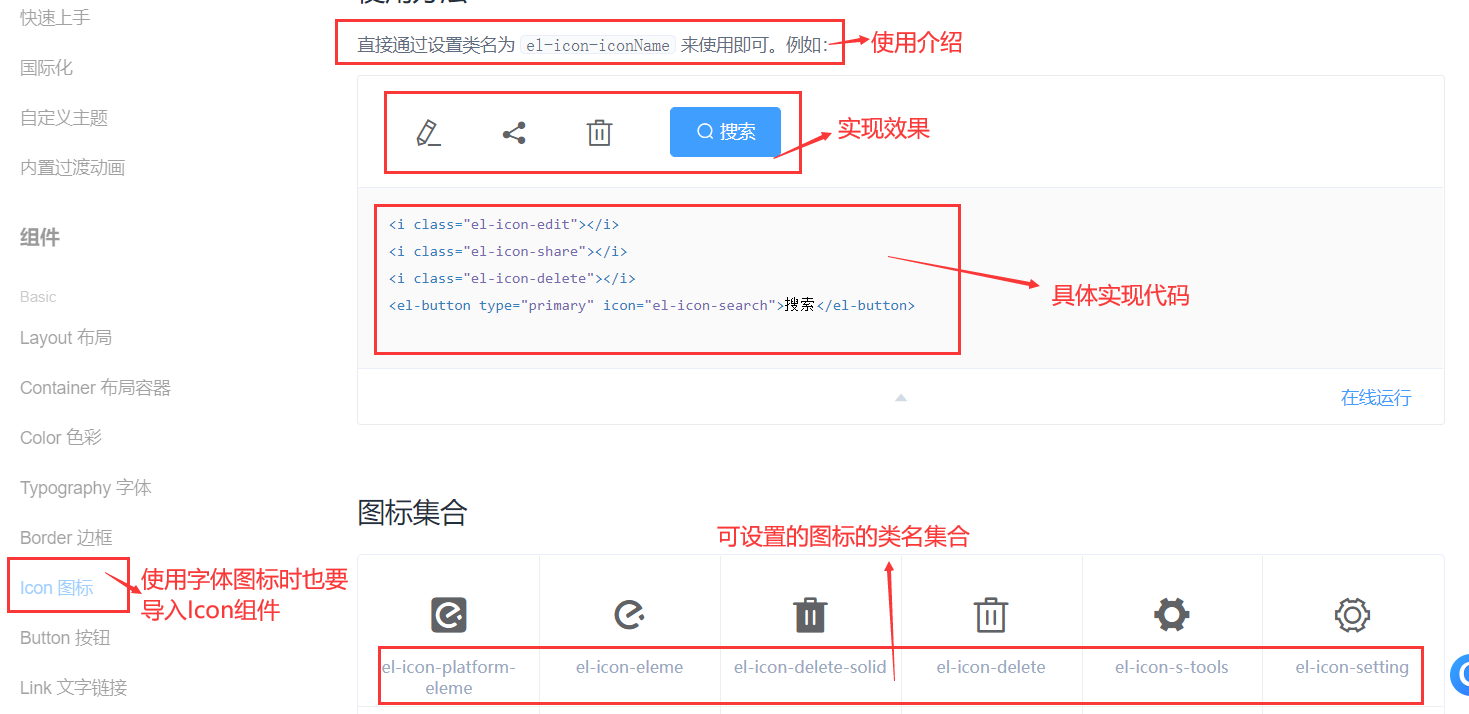 快速上手
国际化
自定义主题
内置过渡动画
组件
Basic
Layout 布局
Container 布局容器
Color 色彩
Typography 字体
Border 边框
Icon 图标
使用字体图标时也要
导入Icon组件
Button 按钮
Link 文字链接
使用方法
直接通过设置类名为 el-icon-iconName 来使用即可。例如：
使用介绍
搜索
实现效果
<i class="el-icon-edit"></i>
<i class="el-icon-share"></i>
<i class="el-icon-delete"></i>
<el-button type="primary" icon="el-icon-search">搜索</el-button>
具体实现代码
在线运行
图标集合
可设置的图标的类名集合
el-icon-platform-
eleme
el-icon-eleme
el-icon-delete-solid
el-icon-delete
el-icon-s-tools
el-icon-setting